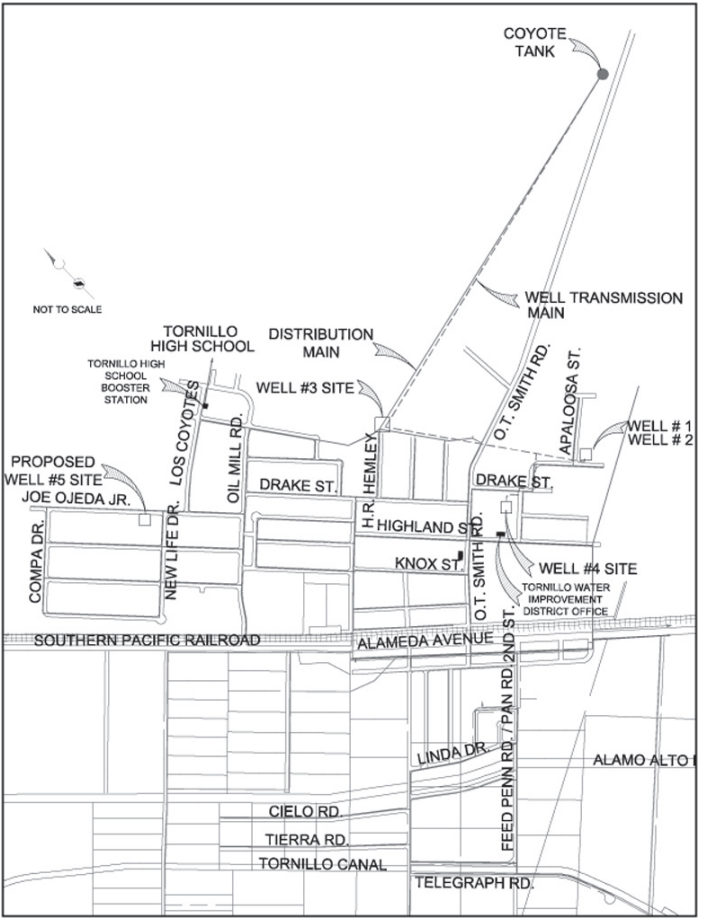 COYOTE
TANK
NOT TO SCALE
WELL TRANSMISSION
MAIN
DISTRIBUTION
MAIN
TORNILLO
HIGH SCHOOL
TORNILLO HIGH
SCHOOL
BOOSTER
STATION
WELL #3 SITE
O.T. SMITH RD.
APALOOSA ST.
WELL # 1
WELL # 2
LOS COYOTES
OIL MILL RD.
H.R. HEMLEY
PROPOSED
WELL #5 SITE
JOE OJEDA JR.
DRAKE ST.
DRAKE ST.
COMPA DR.
NEW LIFE DR.
HIGHLAND ST.
KNOX ST.
O.T. SMITH RD.
WELL #4 SITE
TORNILLO WATER
IMPROVEMENT
DISTRICT OFFICE
SOUTHERN PACIFIC RAILROAD
ALAMEDA AVENUE
FEED PENN RD. / PAN RD. 2ND ST.
LINDA DR.
ALAMO ALTO
CIELO RD.
TIERRA RD.
TORNILLO CANAL
TELEGRAPH RD.